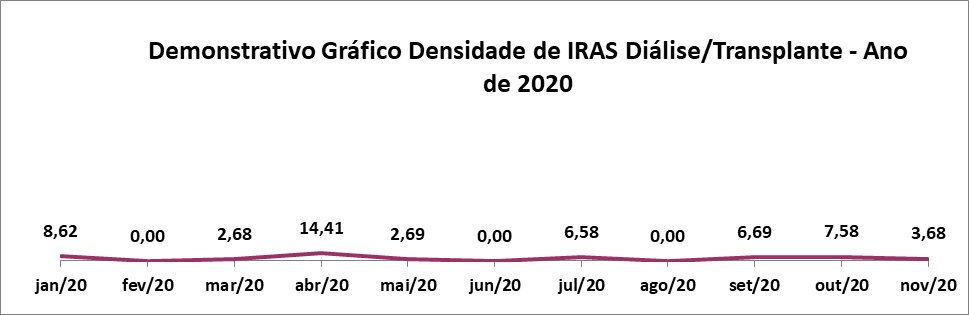 Demonstrativo Gráfico Densidade de IRAS Diálise/Transplante - Ano
de 2020
8,62 0,00 2,68 14,41 2,69 0,00 6,58 0,00 6,69 7,58 3,68
jan/20 fev/20 mar/20 abr/20 mai/20 jun/20 jul/20 ago/20 set/20 out/20 nov/20